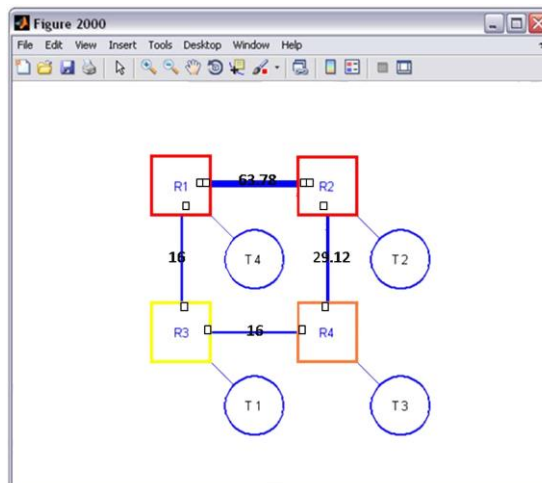 Figure 2000
File Edit View Insert Tools Desktop Window Help
R1 63.78 R2
T 4 T 2
16 29.12
R3 16 R4
T 1 T 3